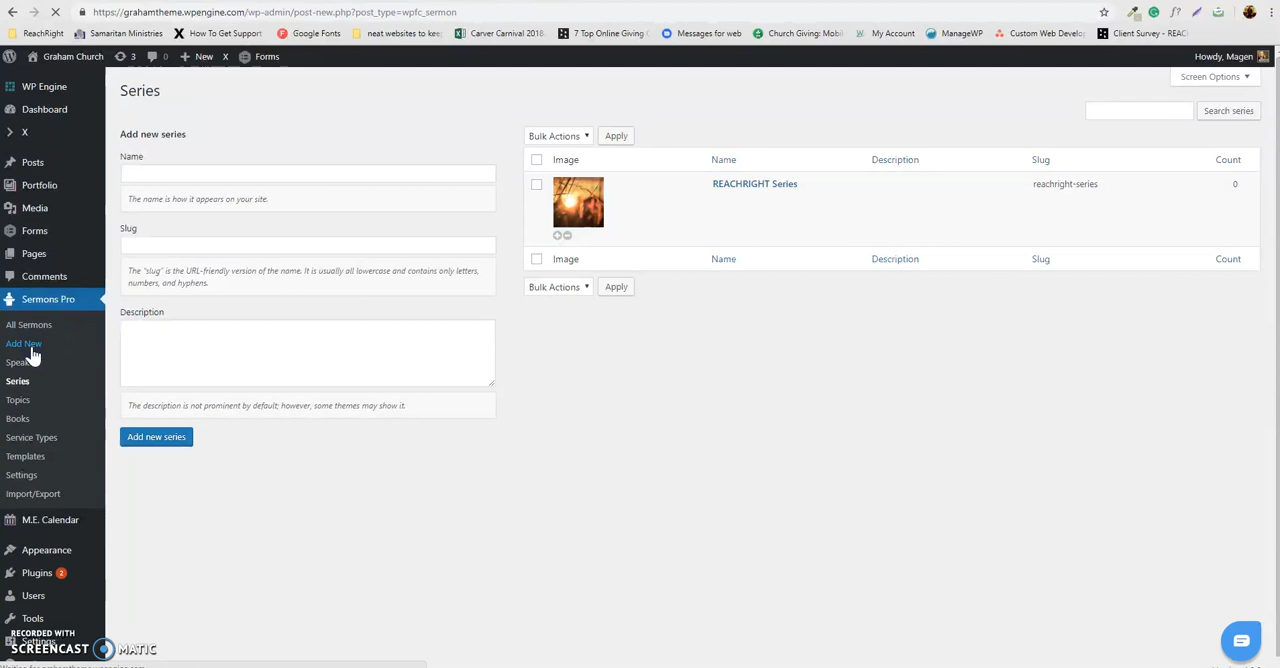 https://grahamtheme.wpengine.com/wp-admin/post-new.php?post_type=wpfc_sermon
ReachRight
Samaritan Ministries
How To Get Support
Google Fonts
neat websites to kee
Carver Carnival 2018
7 Top Online Giving
Messages for web
Church Giving: Mobil
My Account
ManageWP
Custom Web Develo
Client Survey - REAC
Graham Church
3
0
New
X
Forms
Howdy, Magen
WP Engine
Dashboard
X
Posts
Portfolio
Media
Forms
Pages
Comments
Sermons Pro
All Sermons
Add New
Speak
Series
Topics
Books
Service Types
Templates
Settings
Import/Export
M.E. Calendar
Appearance
Plugins 2
Users
Tools
Settings
RECORDED WITH
SCREENCAST MATIC
Screen Options
Series
Search series
Add new series
Name
The name is how it appears on your site.
Slug
The "slug" is the URL-friendly version of the name. It is usually all lowercase and contains only letters,
numbers, and hyphens.
Description
The description is not prominent by default; however, some themes may show it.
Add new series
Bulk Actions Apply
Image Name Description Slug Count
REACHRIGHT Series reachright-series 0
Image Name Description Slug Count
Bulk Actions Apply